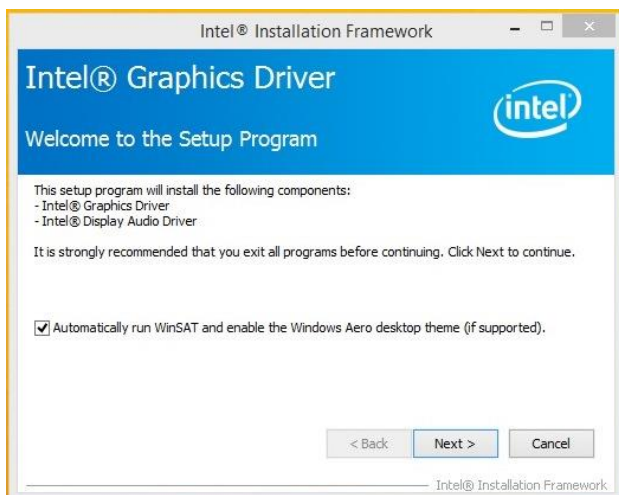 Intel® Installation Framework
Intel® Graphics Driver
intel
Welcome to the Setup Program
This setup program will install the following components:
- Intel® Graphics Driver
- Intel® Display Audio Driver
It is strongly recommended that you exit all programs before continuing. Click Next to continue.
Automatically run WinSAT and enable the Windows Aero desktop theme (if supported).
< Back Next > Cancel
Intel® Installation Framework